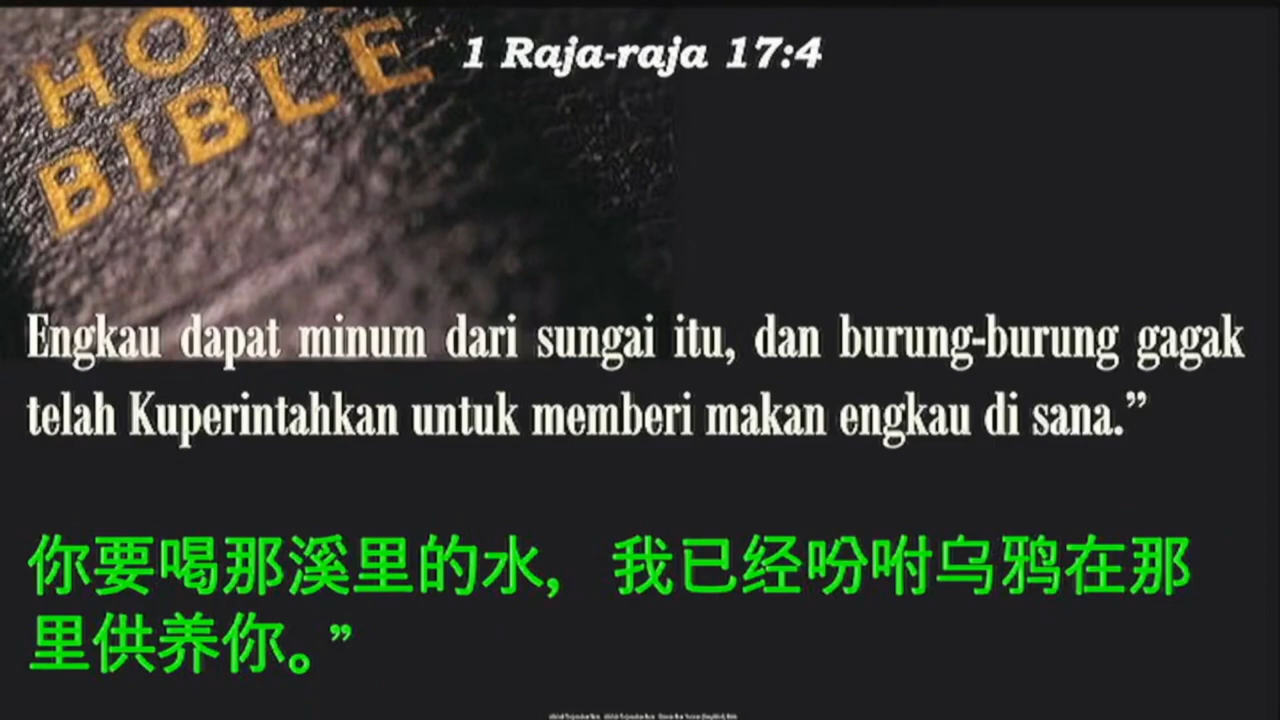 HOL
BIBLE
1 Raja-raja 17:4
Engkau dapat minum dari sungai itu, dan burung-burung gagak
telah Kuperintahkan untuk memberi makan engkau di sana.”
你要喝那溪里的水, 我已经吩咐乌鸦在那
里供养你。”